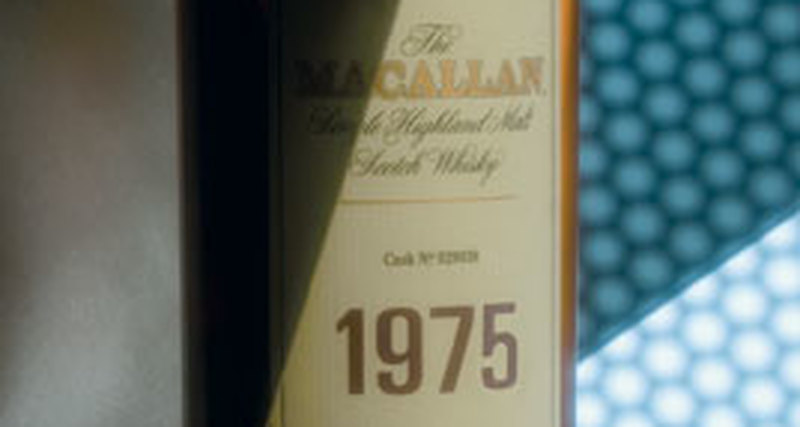 The
MACALLAN
Single Highland Malt
Scotch Whisky
Cask Nº
1975